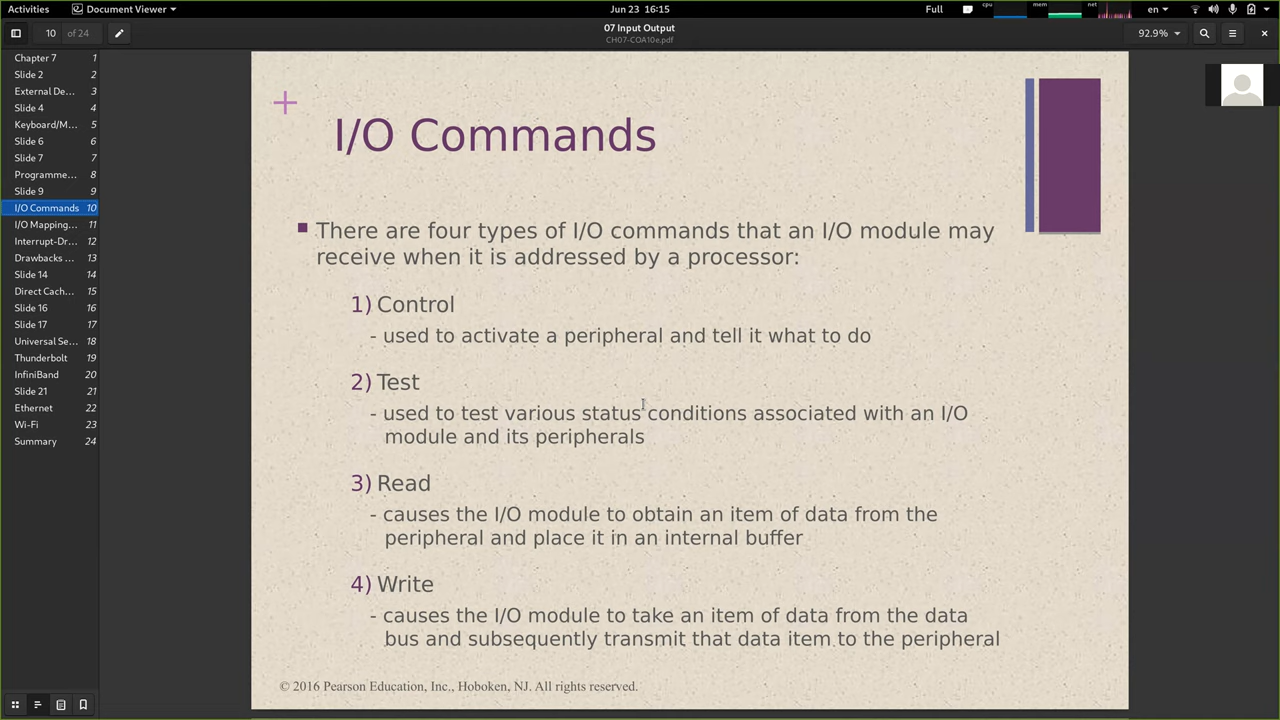 Activities
Document Viewer
Jun 23 16:15
Full
cpu
mem
net
en
10 of 24
07 Input Output
CH07-COA10e.pdf
92.9%
Chapter 7 1
Slide 2 2
External De... 3
Slide 4 4
Keyboard/M... 5
Slide 6 6
Slide 7 7
Programme... 8
Slide 9 9
I/O Commands 10
I/O Mapping... 11
Interrupt-Dr... 12
Drawbacks ... 13
Slide 14 14
Direct Cach... 15
Slide 16 16
Slide 17 17
Universal Se... 18
Thunderbolt 19
InfiniBand 20
Slide 21 21
Ethernet 22
Wi-Fi 23
Summary 24
+
I/O Commands
There are four types of I/O commands that an I/O module may
receive when it is addressed by a processor:
1) Control
- used to activate a peripheral and tell it what to do
2) Test
- used to test various status conditions associated with an I/O
module and its peripherals
3) Read
- causes the I/O module to obtain an item of data from the
peripheral and place it in an internal buffer
4) Write
- causes the I/O module to take an item of data from the data
bus and subsequently transmit that data item to the peripheral
© 2016 Pearson Education, Inc., Hoboken, NJ. All rights reserved.